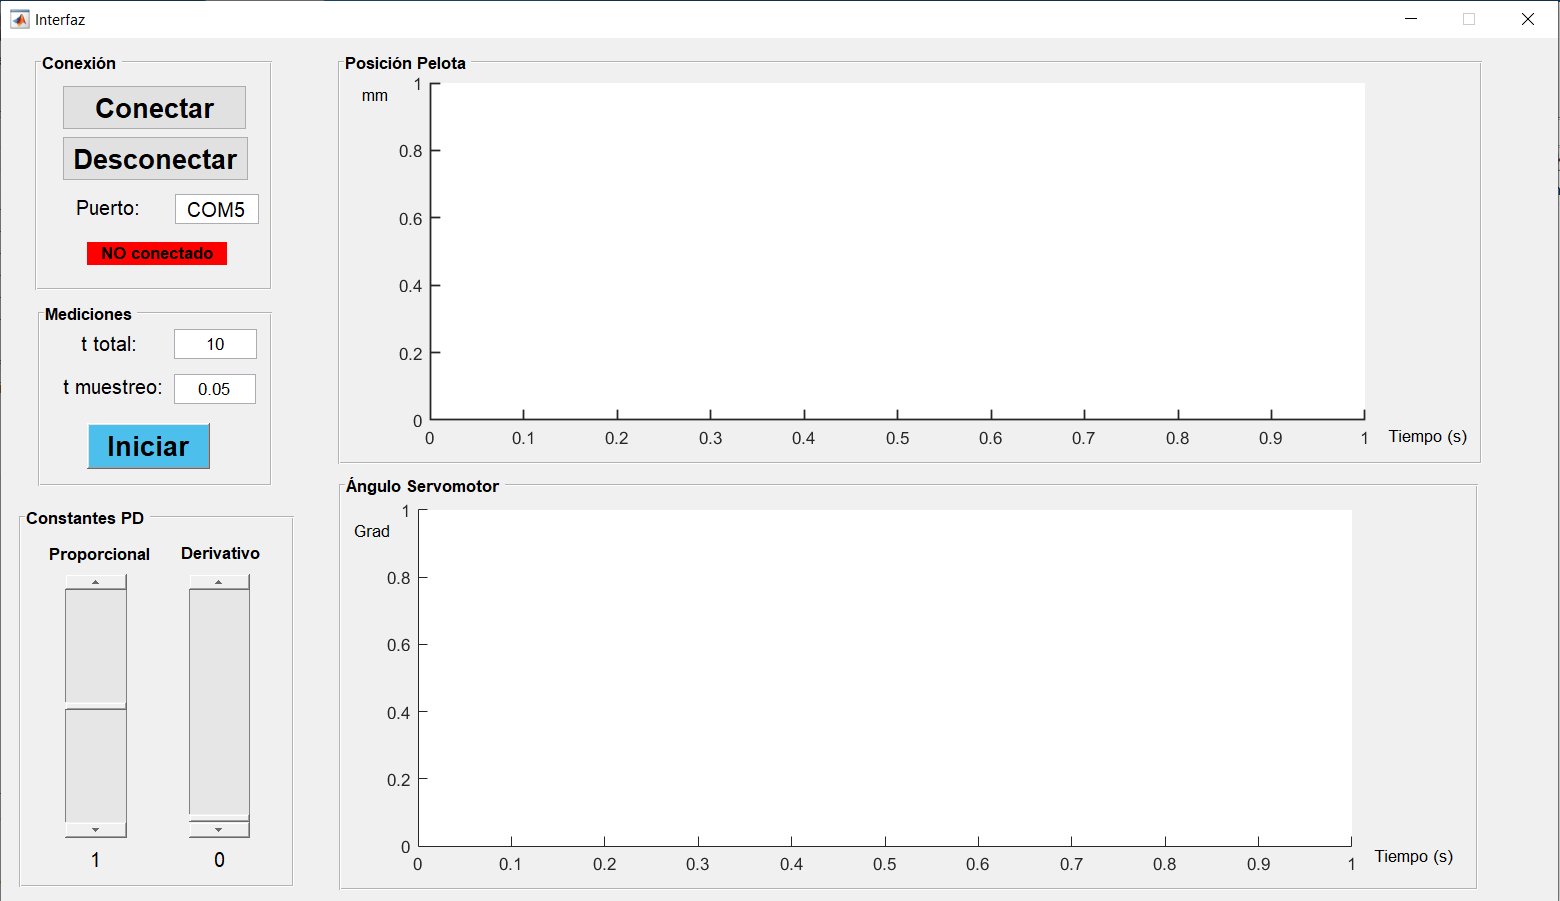 Interfaz
Conexión
Conectar
Desconectar
Puerto: COM5
NO conectado
Mediciones
t total: 10
t muestreo: 0.05
Iniciar
Constantes PD
Proporcional Derivativo
1 0
Posición Pelota
mm
1
0.8
0.6
0.4
0.2
0
0 0.1 0.2 0.3 0.4 0.5 0.6 0.7 0.8 0.9 1 Tiempo (s)
Ángulo Servomotor
Grad
1
0.8
0.6
0.4
0.2
0
0 0.1 0.2 0.3 0.4 0.5 0.6 0.7 0.8 0.9 1 Tiempo (s)